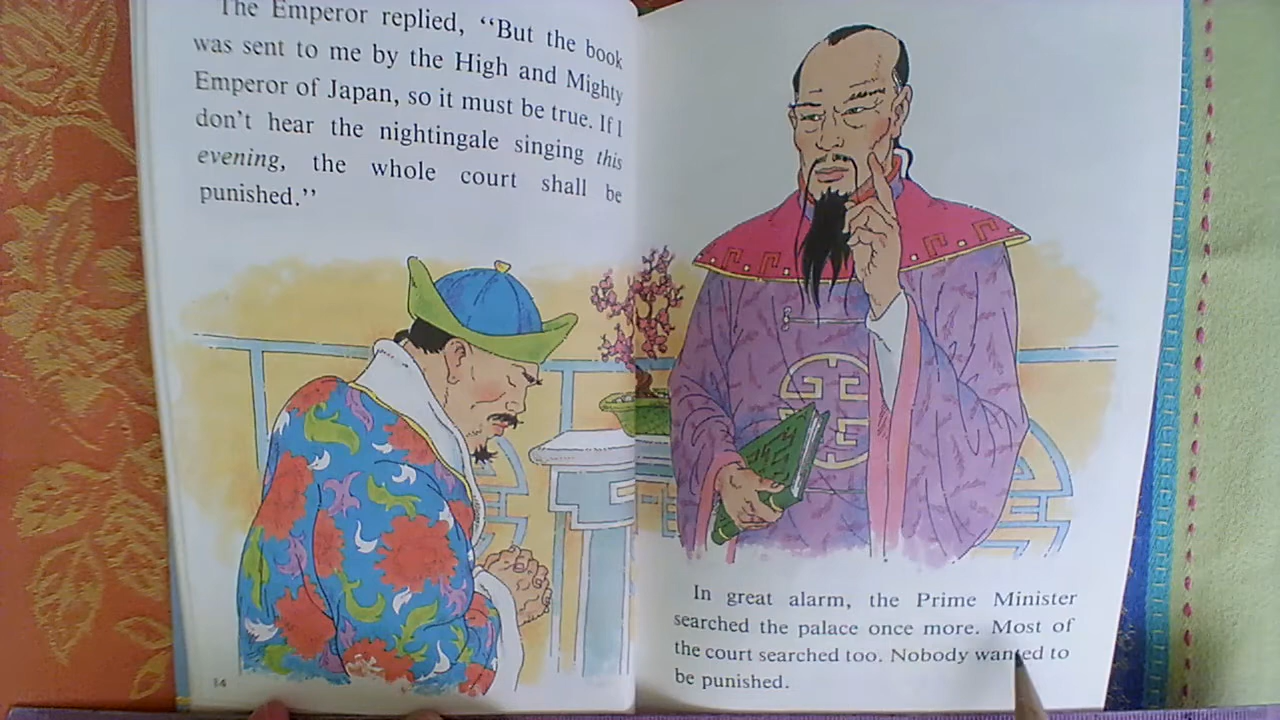 The Emperor replied, “But the book
was sent to me by the High and Mighty
Emperor of Japan, so it must be true. If I
don't hear the nightingale singing this
evening, the whole court shall be
punished.”
14
In great alarm, the Prime Minister
searched the palace once more. Most of
the court searched too. Nobody wanted to
be punished.